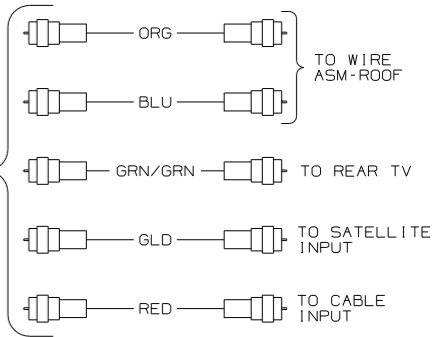 ORG
TO WIRE
ASM-ROOF
BLU
GRN/GRN
TO REAR TV
GLD
TO SATELLITE
INPUT
RED
TO CABLE
INPUT